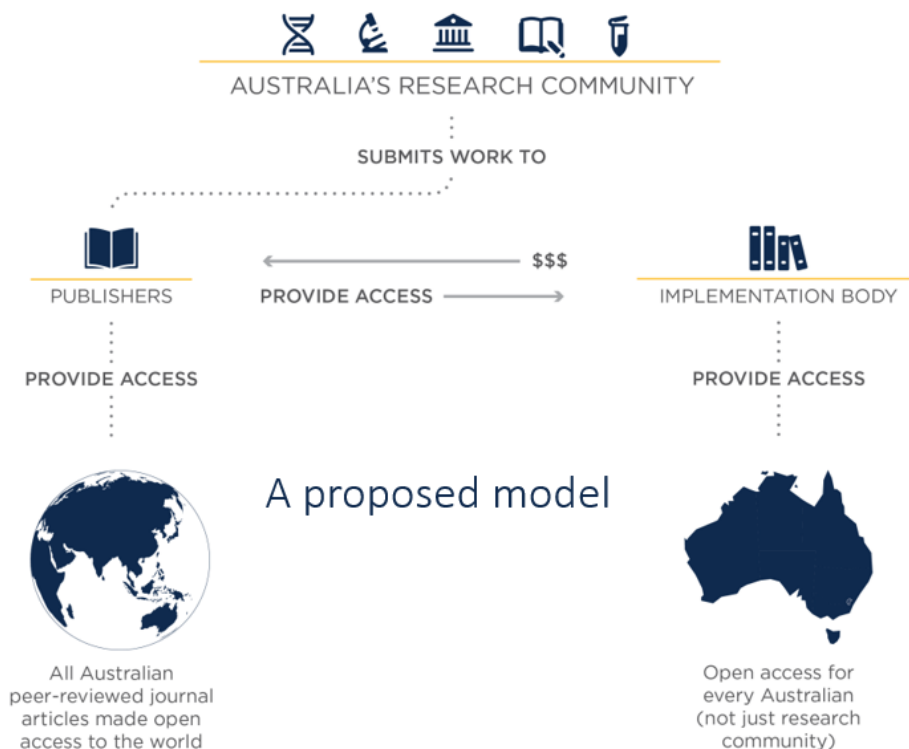 AUSTRALIA'S RESEARCH COMMUNITY
SUBMITS WORK TO
$$$
PUBLISHERS
PROVIDE ACCESS
IMPLEMENTATION BODY
PROVIDE ACCESS
PROVIDE ACCESS
A proposed model
All Australian
peer-reviewed journal
articles made open
access to the world
Open access for
every Australian
(not just research
community)